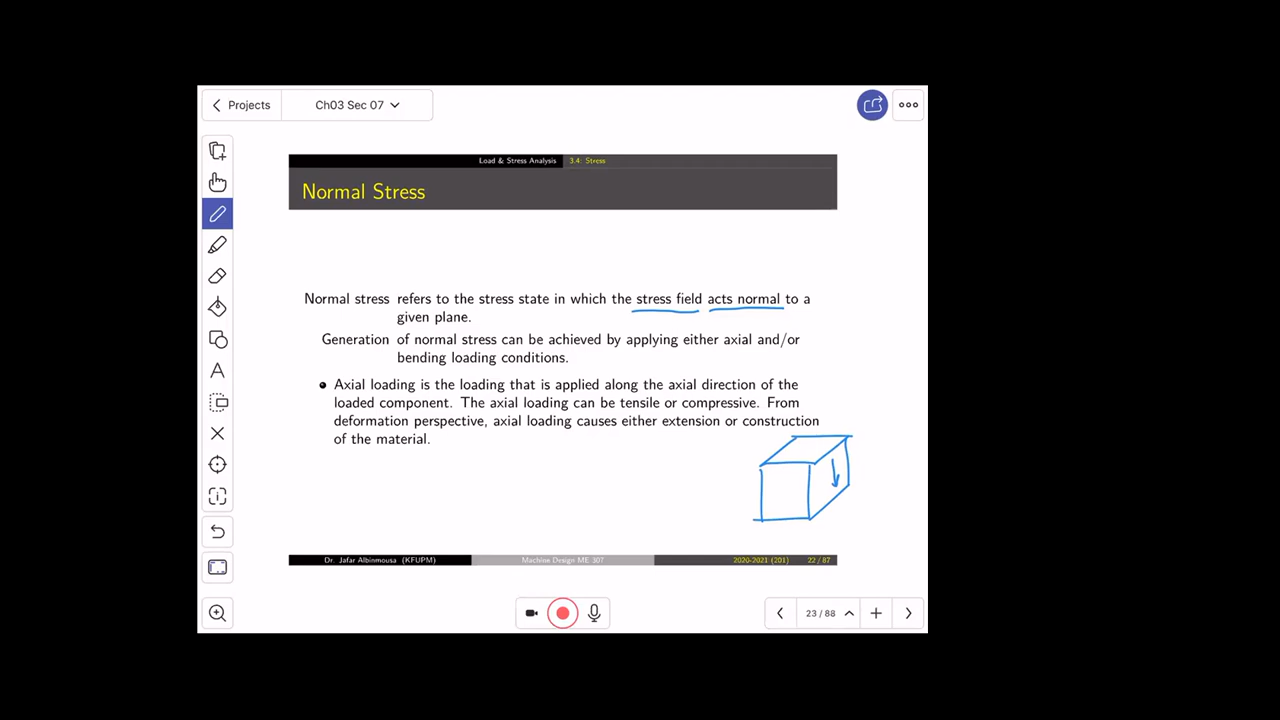 Projects
Ch03 Sec 07
Load & Stress Analysis 3.4: Stress
Normal Stress
Normal stress refers to the stress state in which the stress field acts normal to a
given plane.
Generation of normal stress can be achieved by applying either axial and/or
bending loading conditions.
Axial loading is the loading that is applied along the axial direction of the
loaded component. The axial loading can be tensile or compressive. From
deformation perspective, axial loading causes either extension or construction
of the material.
Dr. Jafar Albinmousa (KFUPM) Machine Design ME 307 2020-2021 (201) 22 / 87
23 / 88